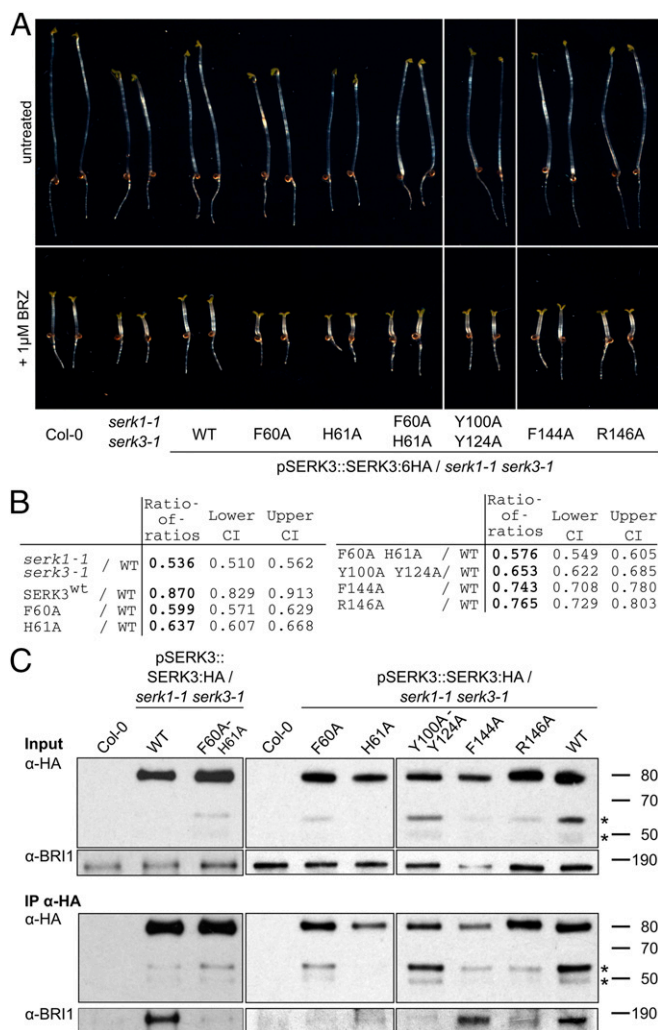 A
untreated
+ 1µM BRZ
Col-0
serk1-1
serk3-1
WT
F60A
H61A
F60A
H61A
Y100A
Y124A
F144A
R146A
pSERK3::SERK3:6HA / serk1-1 serk3-1
B
Ratio-of-ratios Lower CI Upper CI
serk1-1 serk3-1 / WT 0.536 0.510 0.562
SERK3wt / WT 0.870 0.829 0.913
F60A / WT 0.599 0.571 0.629
H61A / WT 0.637 0.607 0.668
Ratio-of-ratios Lower CI Upper CI
F60A H61A / WT 0.576 0.549 0.605
Y100A Y124A/ WT 0.653 0.622 0.685
F144A / WT 0.743 0.708 0.780
R146A / WT 0.765 0.729 0.803
C
pSERK3::
SERK3:HA /
serk1-1 serk3-1
pSERK3::SERK3:HA /
serk1-1 serk3-1
Col-0
WT
F60A-
H61A
Col-0
F60A
H61A
Y100A-
Y124A
F144A
R146A
WT
Input
α-HA
80
70
*
50
*
α-BRI1
190
IP α-HA
α-HA
80
70
*
50
*
α-BRI1
190